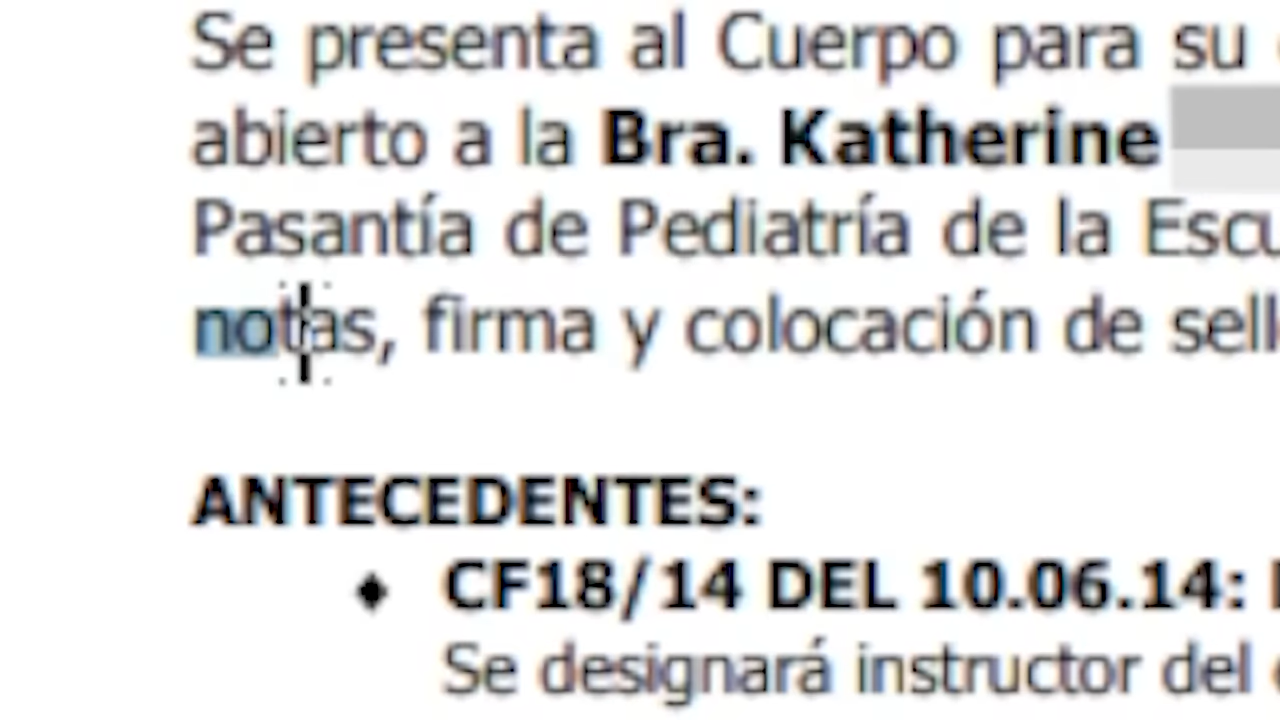 Se presenta al Cuerpo para su
abierto a la Bra. Katherine
Pasantía de Pediatría de la Escu
notas, firma y colocación de sell
ANTECEDENTES:
♦ CF18/14 DEL 10.06.14:
Se designará instructor del